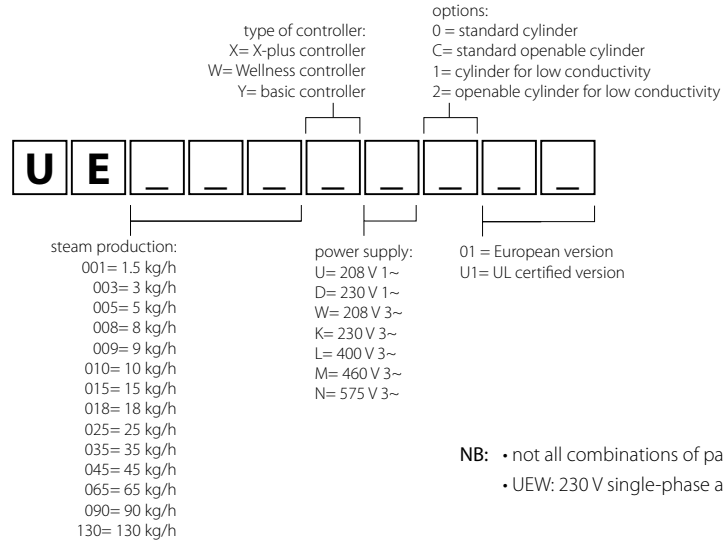 options:
0 = standard cylinder
C= standard openable cylinder
1= cylinder for low conductivity
2= openable cylinder for low conductivity
type of controller:
X= X-plus controller
W= Wellness controller
Y= basic controller
U E _ _ _ _ _ _ _ _
steam production:
001= 1.5 kg/h
003= 3 kg/h
005= 5 kg/h
008= 8 kg/h
009= 9 kg/h
010= 10 kg/h
015= 15 kg/h
018= 18 kg/h
025= 25 kg/h
035= 35 kg/h
045= 45 kg/h
065= 65 kg/h
090= 90 kg/h
130= 130 kg/h
power supply:
U= 208 V 1~
D= 230 V 1~
W= 208 V 3~
K= 230 V 3~
L= 400 V 3~
M= 460 V 3~
N= 575 V 3~
01 = European version
U1= UL certified version
NB: • not all combinations of pa
• UEW: 230 V single-phase a